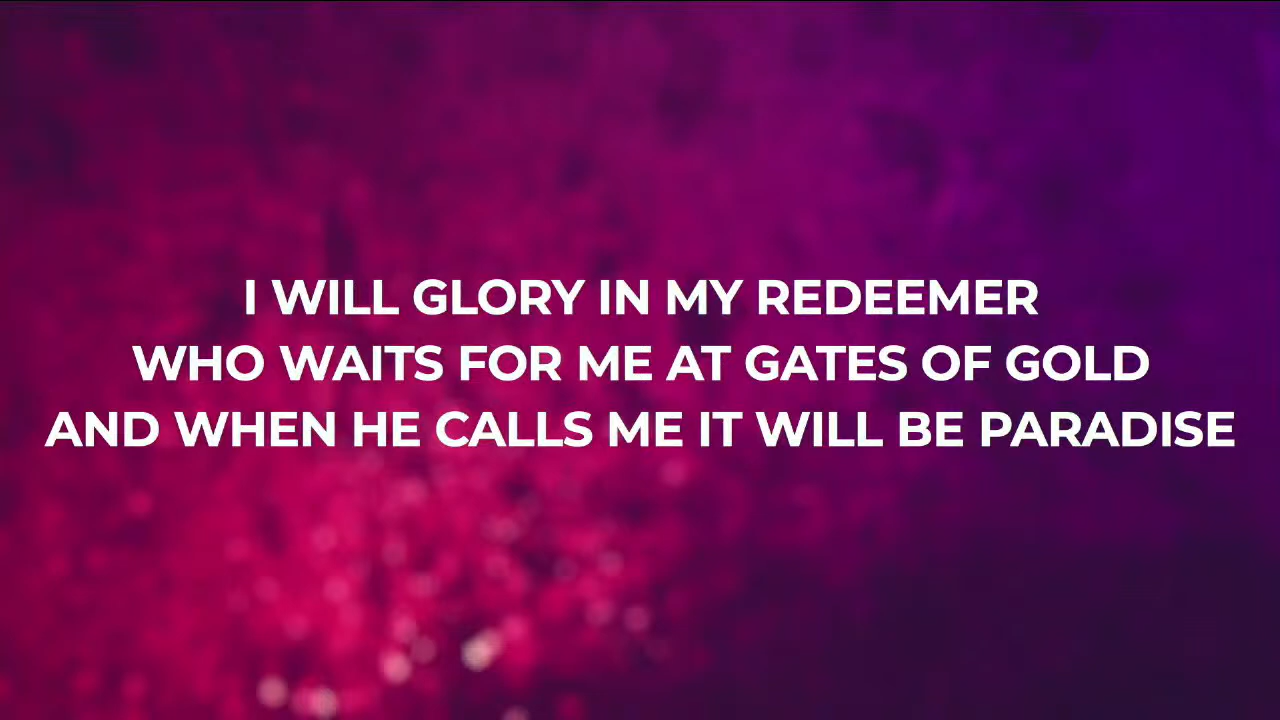 I WILL GLORY IN MY REDEEMER
WHO WAITS FOR ME AT GATES OF GOLD
AND WHEN HE CALLS ME IT WILL BE PARADISE